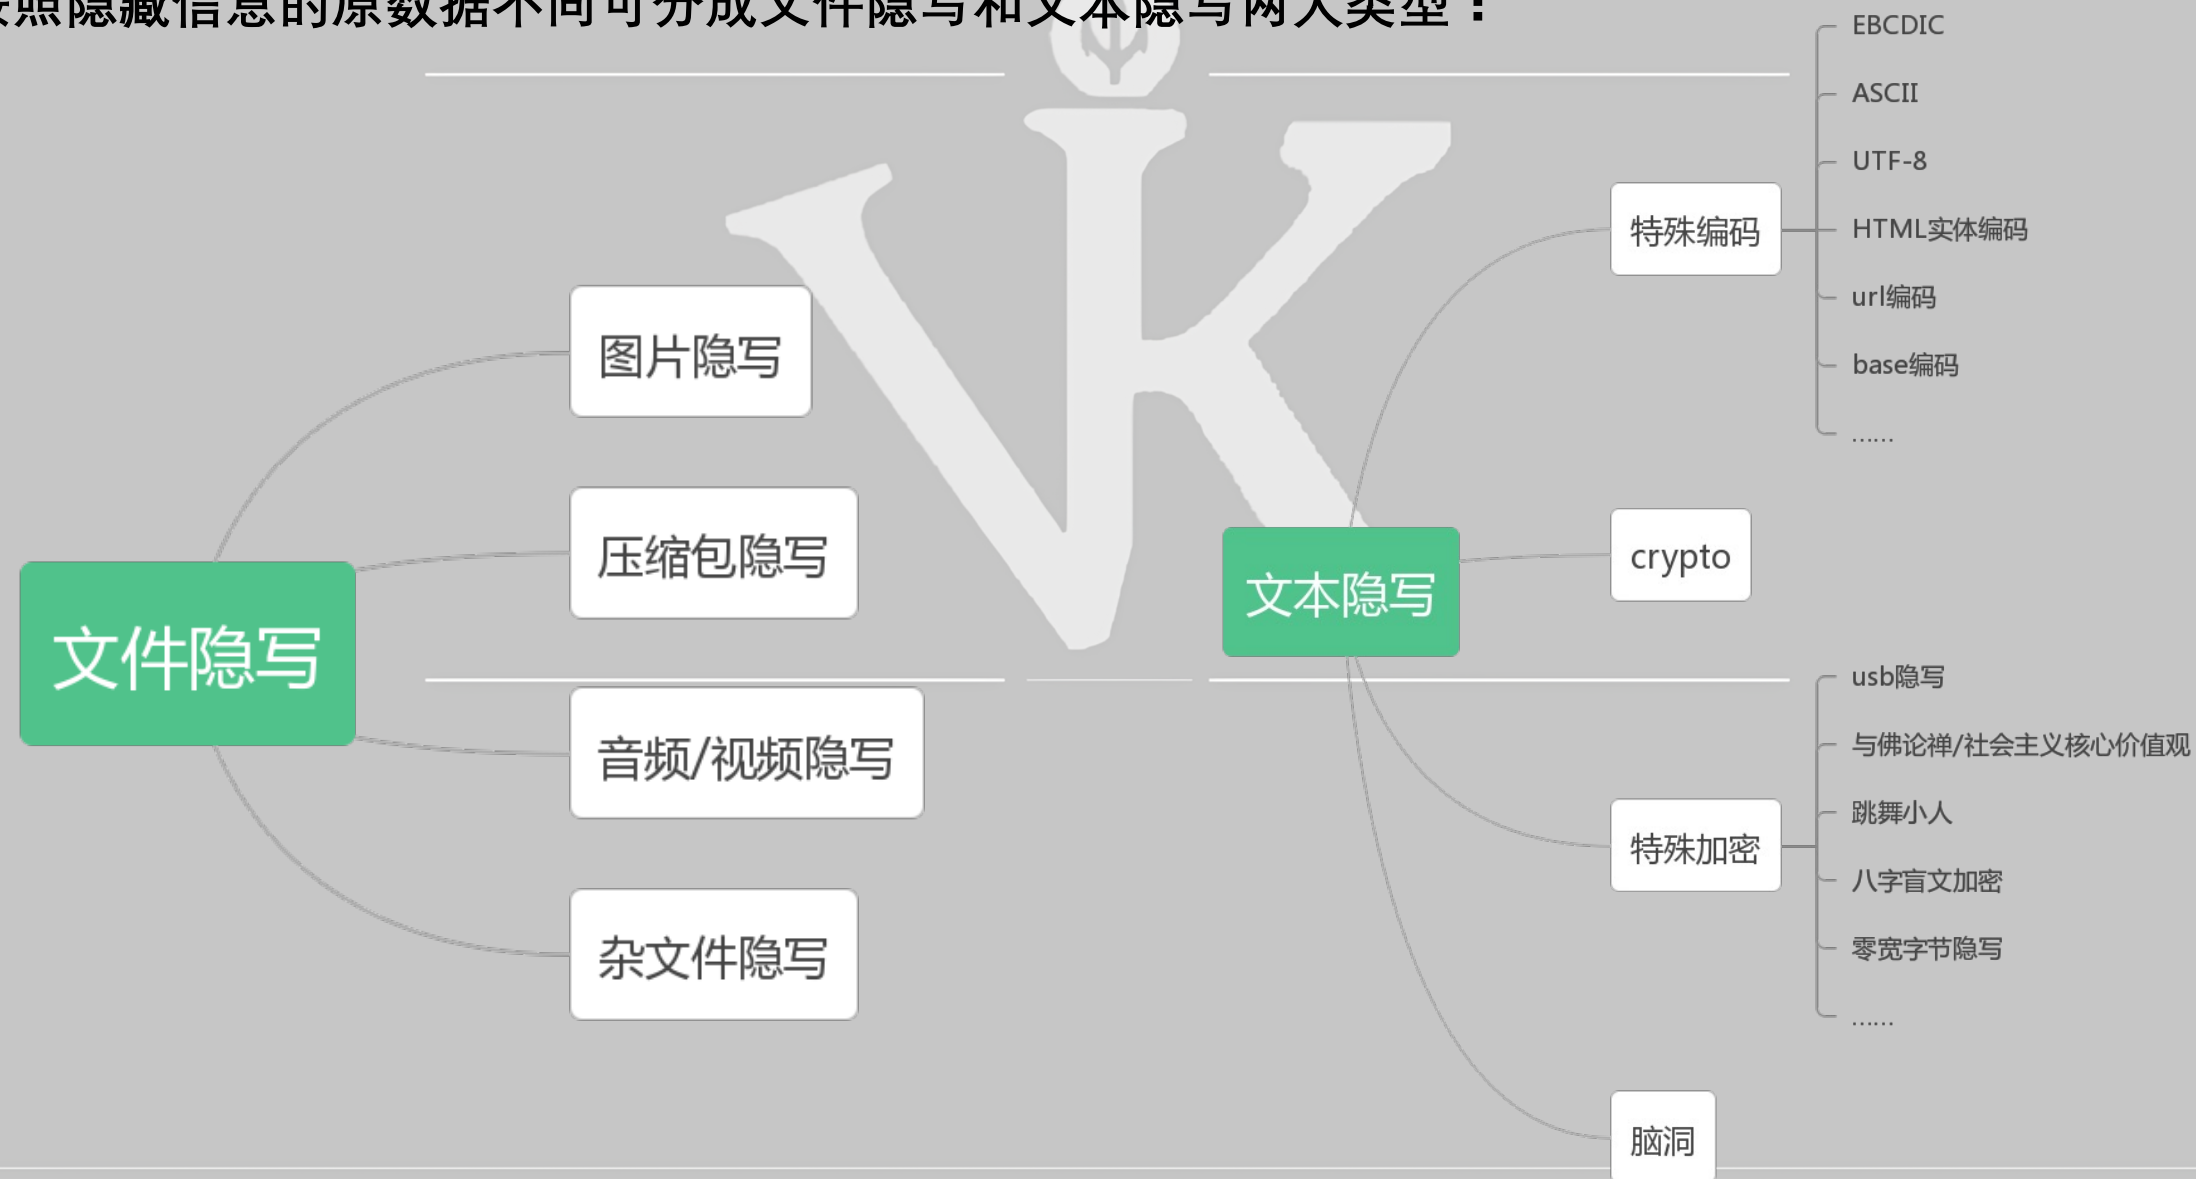 按照隐藏信息的原数据不同可分成文件隐写和文本隐写两大类型：
文件隐写
图片隐写
压缩包隐写
音频/视频隐写
杂文件隐写
文本隐写
特殊编码
EBCDIC
ASCII
UTF-8
HTML实体编码
url编码
base编码
……
crypto
特殊加密
usb隐写
与佛论禅/社会主义核心价值观
跳舞小人
八字盲文加密
零宽字节隐写
……
脑洞
VK